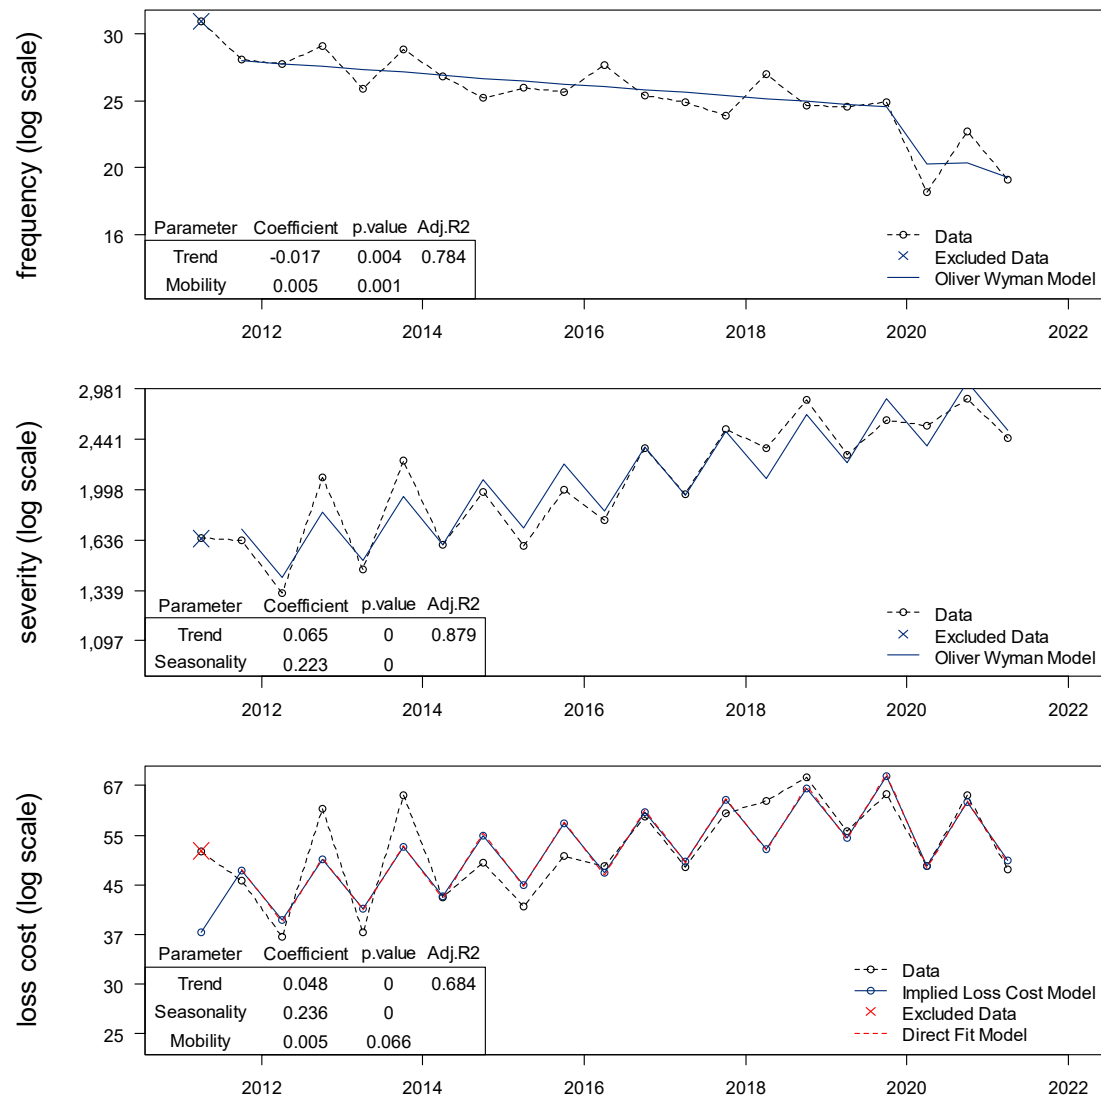 frequency (log scale)
30
25
20
16
Parameter Coefficient p.value Adj.R2
Trend -0.017 0.004 0.784
Mobility 0.005 0.001
Data
Excluded Data
Oliver Wyman Model
2012 2014 2016 2018 2020 2022
severity (log scale)
2,981
2,441
1,998
1,636
1,339
1,097
Parameter Coefficient p.value Adj.R2
Trend 0.065 0 0.879
Seasonality 0.223 0
Data
Excluded Data
Oliver Wyman Model
2012 2014 2016 2018 2020 2022
loss cost (log scale)
67
55
45
37
30
25
Parameter Coefficient p.value Adj.R2
Trend 0.048 0 0.684
Seasonality 0.236 0
Mobility 0.005 0.066
Data
Implied Loss Cost Model
Excluded Data
Direct Fit Model
2012 2014 2016 2018 2020 2022